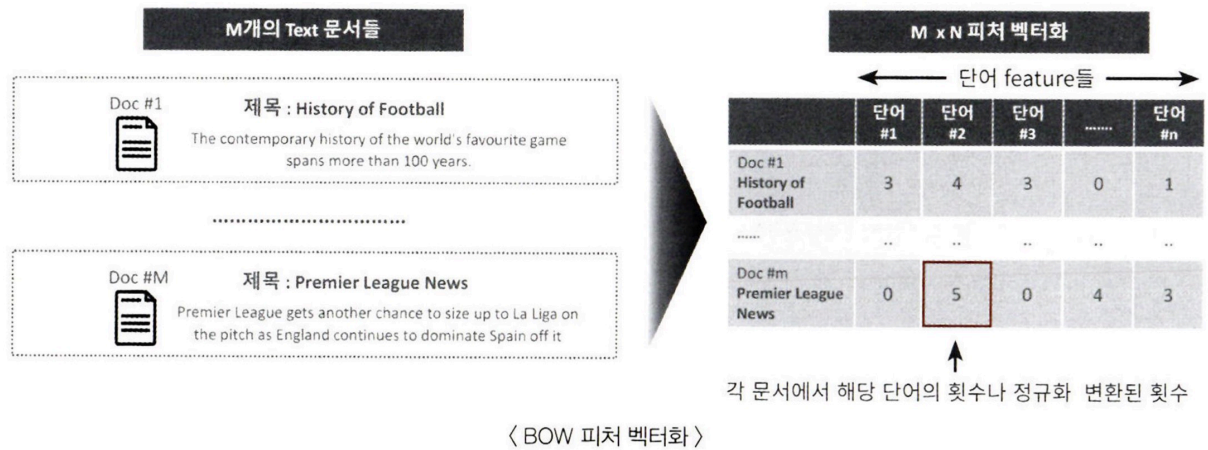 M개의 Text 문서들
Doc #1
제목 : History of Football
The contemporary history of the world's favourite game
spans more than 100 years.
..................................
Doc #M
제목 : Premier League News
Premier League gets another chance to size up to La Liga on
the pitch as England continues to dominate Spain off it
M x N 피처 벡터화
단어 feature들
단어 #1 단어 #2 단어 #3 ....... 단어 #n
Doc #1
History of Football 3 4 3 0 1
...... .. .. .. .. ..
Doc #m
Premier League News 0 5 0 4 3
각 문서에서 해당 단어의 횟수나 정규화 변환된 횟수
〈 BOW 피처 벡터화 〉